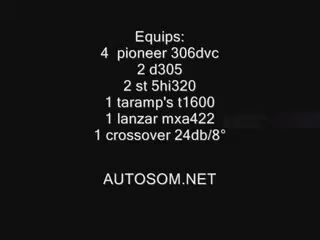 Equips:
4 pioneer 306dvc
2 d305
2 st 5hi320
1 taramp's t1600
1 lanzar mxa422
1 crossover 24db/8°
AUTOSOM.NET